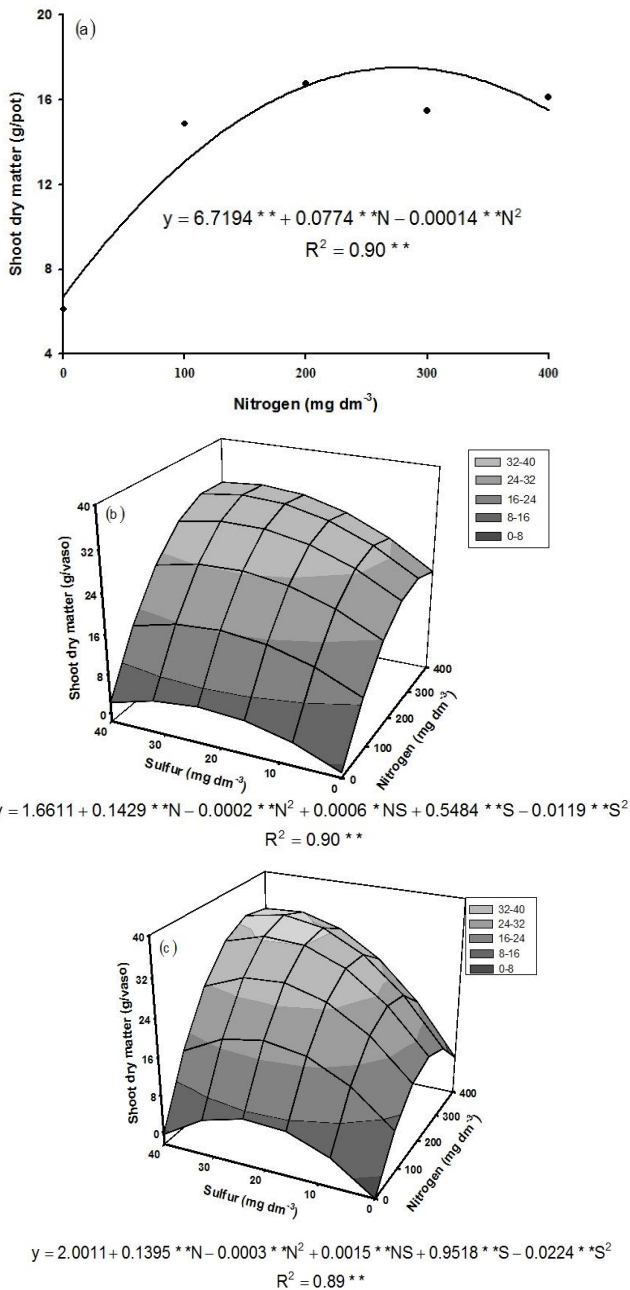 (a)
20
16
12
8
4
Shoot dry matter (g/pot)
y = 6.7194 ** + 0.0774 **N − 0.00014 **N²
R² = 0.90 **
0 100 200 300 400
Nitrogen (mg dm⁻³)
(b)
40
32
24
16
8
0
Shoot dry matter (g/vaso)
32-40
24-32
16-24
8-16
0-8
40 30 20 10 0
Sulfur (mg dm⁻³)
0 100 200 300 400
Nitrogen (mg dm⁻³)
y = 1.6611 + 0.1429 **N − 0.0002 **N² + 0.0006 *NS + 0.5484 **S − 0.0119 **S²
R² = 0.90 **
(c)
40
32
24
16
8
0
Shoot dry matter (g/vaso)
32-40
24-32
16-24
8-16
0-8
40 30 20 10 0
Sulfur (mg dm⁻³)
0 100 200 300 400
Nitrogen (mg dm⁻³)
y = 2.0011 + 0.1395 **N − 0.0003 **N² + 0.0015 **NS + 0.9518 **S − 0.0224 **S²
R² = 0.89 **